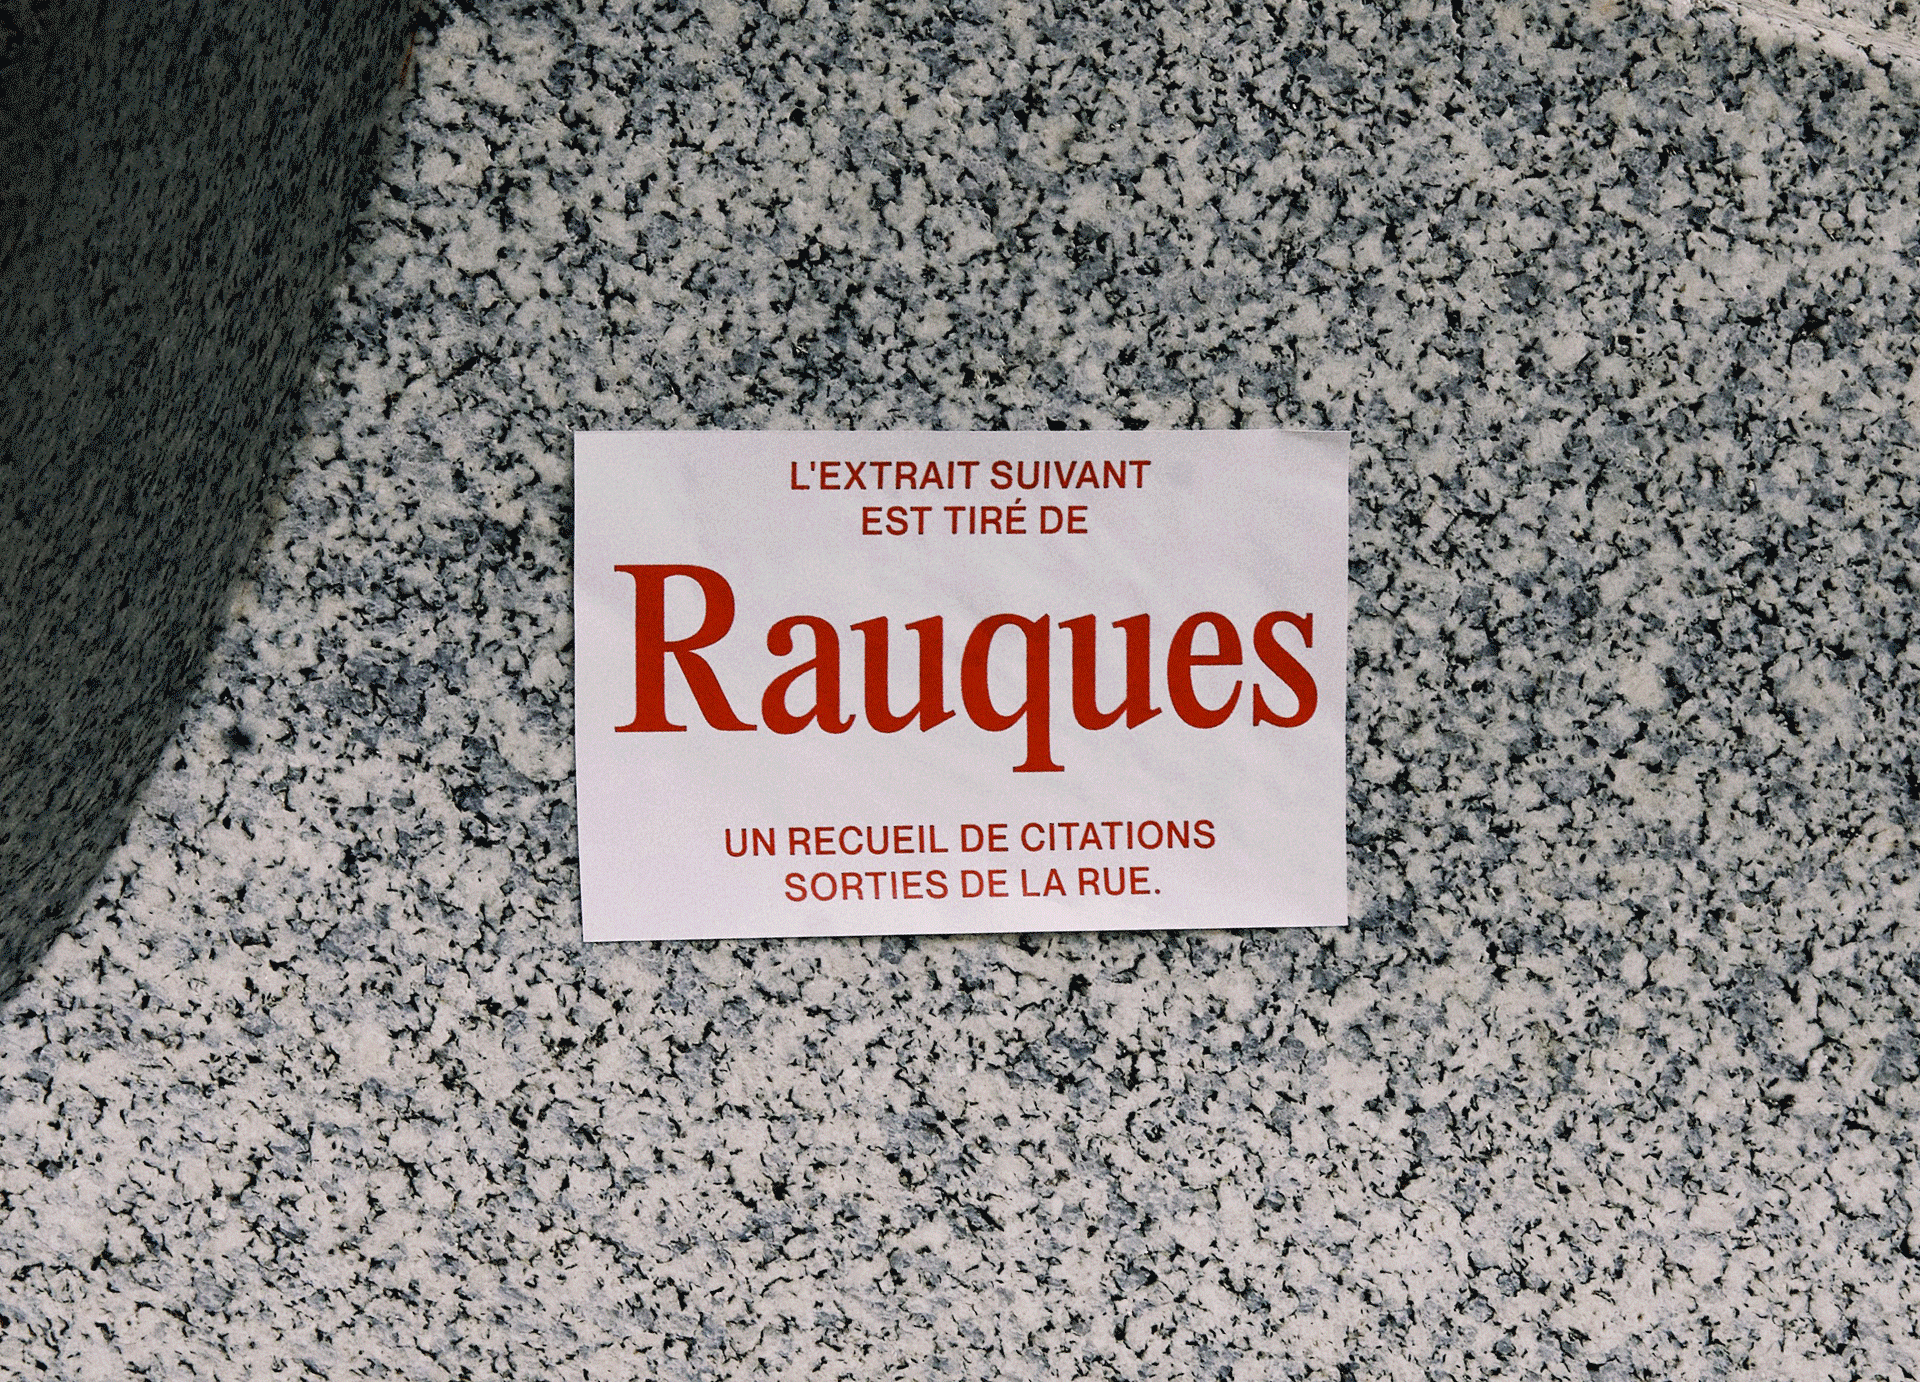 L'EXTRAIT SUIVANT
EST TIRÉ DE
Rauques
UN RECUEIL DE CITATIONS
SORTIES DE LA RUE.